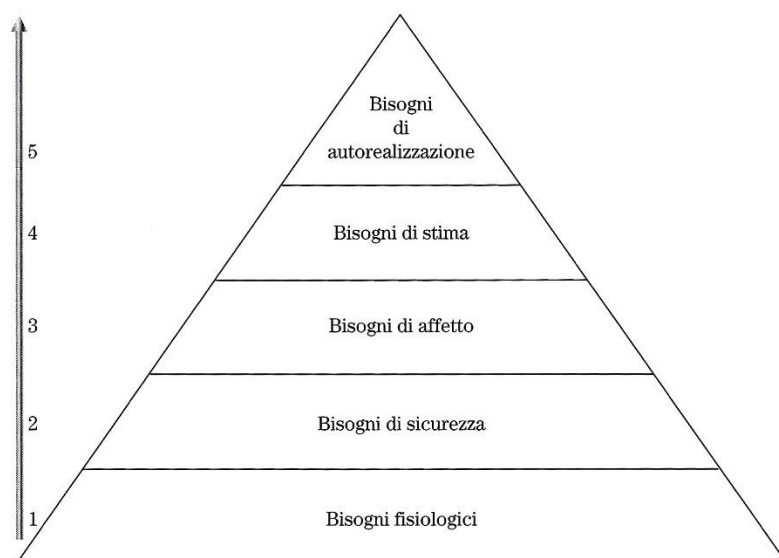 Bisogni
di
autorealizzazione
5
Bisogni di stima
4
Bisogni di affetto
3
Bisogni di sicurezza
2
Bisogni fisiologici
1